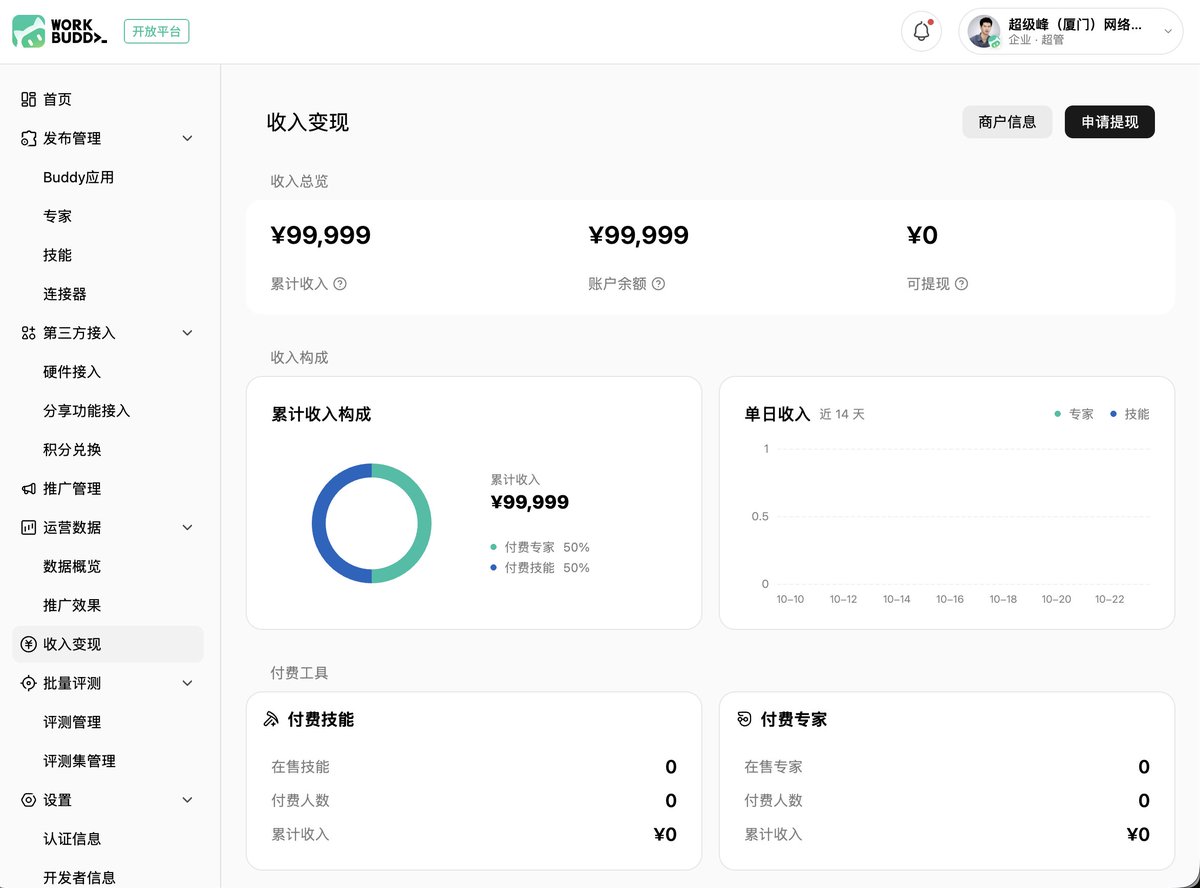 WORK
BUDD>_
开放平台
超级峰（厦门）网络...
企业 · 超管
首页
发布管理
Buddy应用
专家
技能
连接器
第三方接入
硬件接入
分享功能接入
积分兑换
推广管理
运营数据
数据概览
推广效果
收入变现
批量评测
评测管理
评测集管理
设置
认证信息
开发者信息
收入变现
商户信息
申请提现
收入总览
¥99,999
¥99,999
¥0
累计收入 ?
账户余额 ?
可提现 ?
收入构成
累计收入构成
累计收入
¥99,999
付费专家 50%
付费技能 50%
单日收入 近 14 天
专家
技能
1
0.5
0
10-10 10-12 10-14 10-16 10-18 10-20 10-22
付费工具
付费技能
在售技能 0
付费人数 0
累计收入 ¥0
付费专家
在售专家 0
付费人数 0
累计收入 ¥0